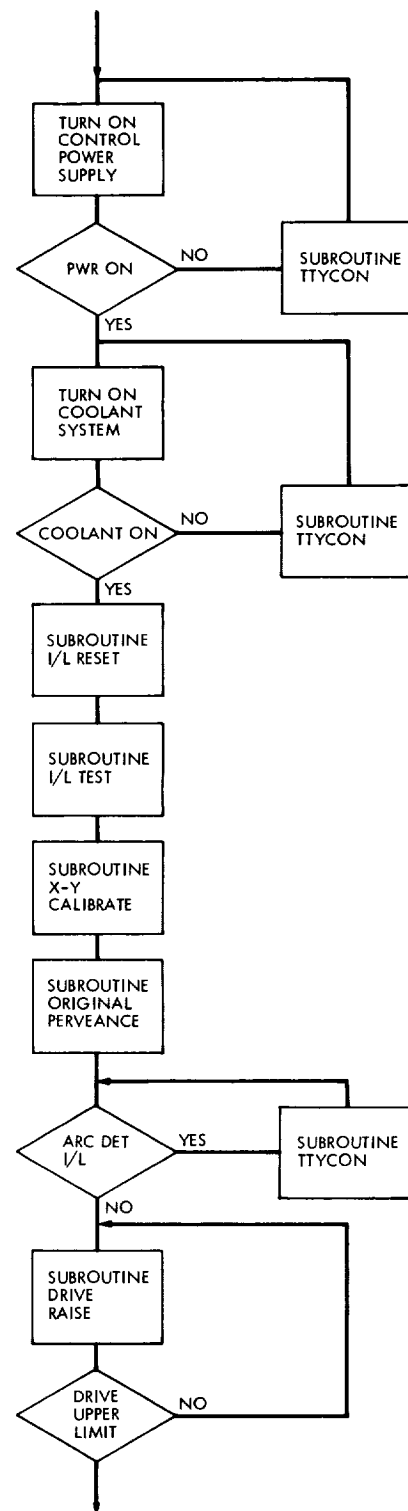 TURN ON
CONTROL
POWER
SUPPLY
PWR ON
NO
SUBROUTINE
TTYCON
YES
TURN ON
COOLANT
SYSTEM
COOLANT ON
NO
SUBROUTINE
TTYCON
YES
SUBROUTINE
I/L RESET
SUBROUTINE
I/L TEST
SUBROUTINE
X-Y
CALIBRATE
SUBROUTINE
ORIGINAL
PERVEANCE
ARC DET
I/L
YES
SUBROUTINE
TTYCON
NO
SUBROUTINE
DRIVE
RAISE
DRIVE
UPPER
LIMIT
NO